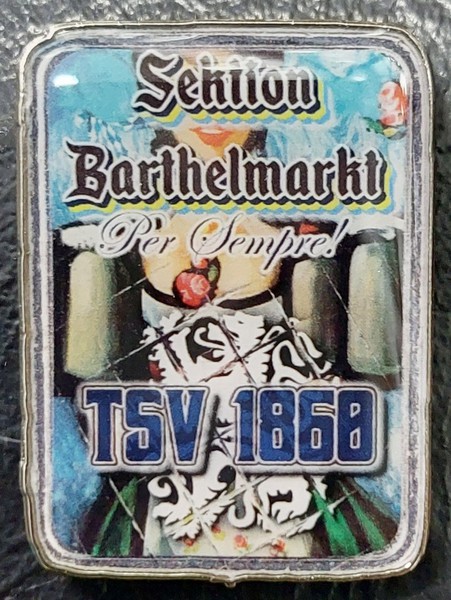 Sektion
Barthelmarkt
Per Sempre!
TSV 1860